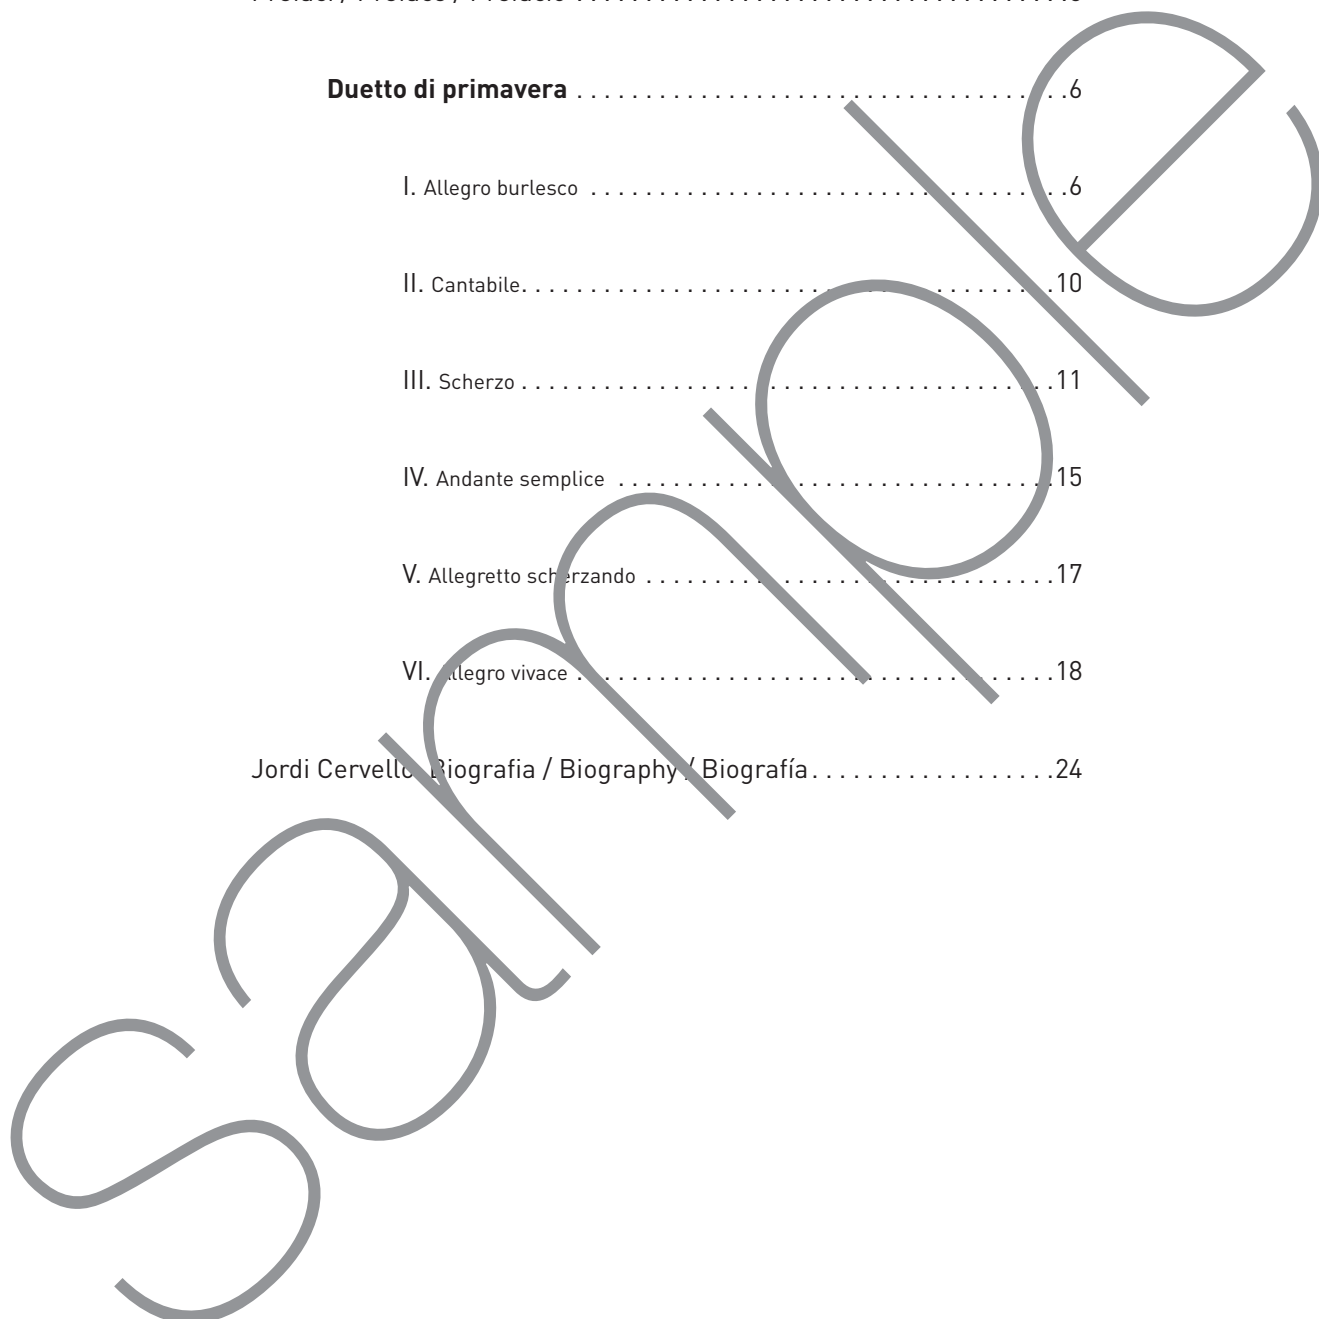 Duetto di primavera . . . . . . . . . . . . . . . . . . . . . . . . . . . . . . . . . . . .6
I. Allegro burlesco . . . . . . . . . . . . . . . . . . . . . . . . . . . . . . . . . . .6
II. Cantabile. . . . . . . . . . . . . . . . . . . . . . . . . . . . . . . . . . . . . . .10
III. Scherzo . . . . . . . . . . . . . . . . . . . . . . . . . . . . . . . . . . . . . . .11
IV. Andante semplice . . . . . . . . . . . . . . . . . . . . . . . . . . . . . . . .15
V. Allegretto scherzando . . . . . . . . . . . . . . . . . . . . . . . . . . . . . .17
VI. Allegro vivace . . . . . . . . . . . . . . . . . . . . . . . . . . . . . . . . . . .18
Jordi Cervelló. Biografia / Biography / Biografía. . . . . . . . . . . . . . . . . .24
sample